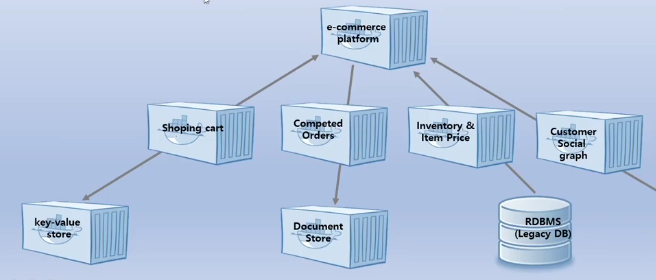 e-commerce
platform
Shoping cart
Competed
Orders
Inventory &
Item Price
Customer
Social
graph
key-value
store
Document
Store
RDBMS
(Legacy DB)